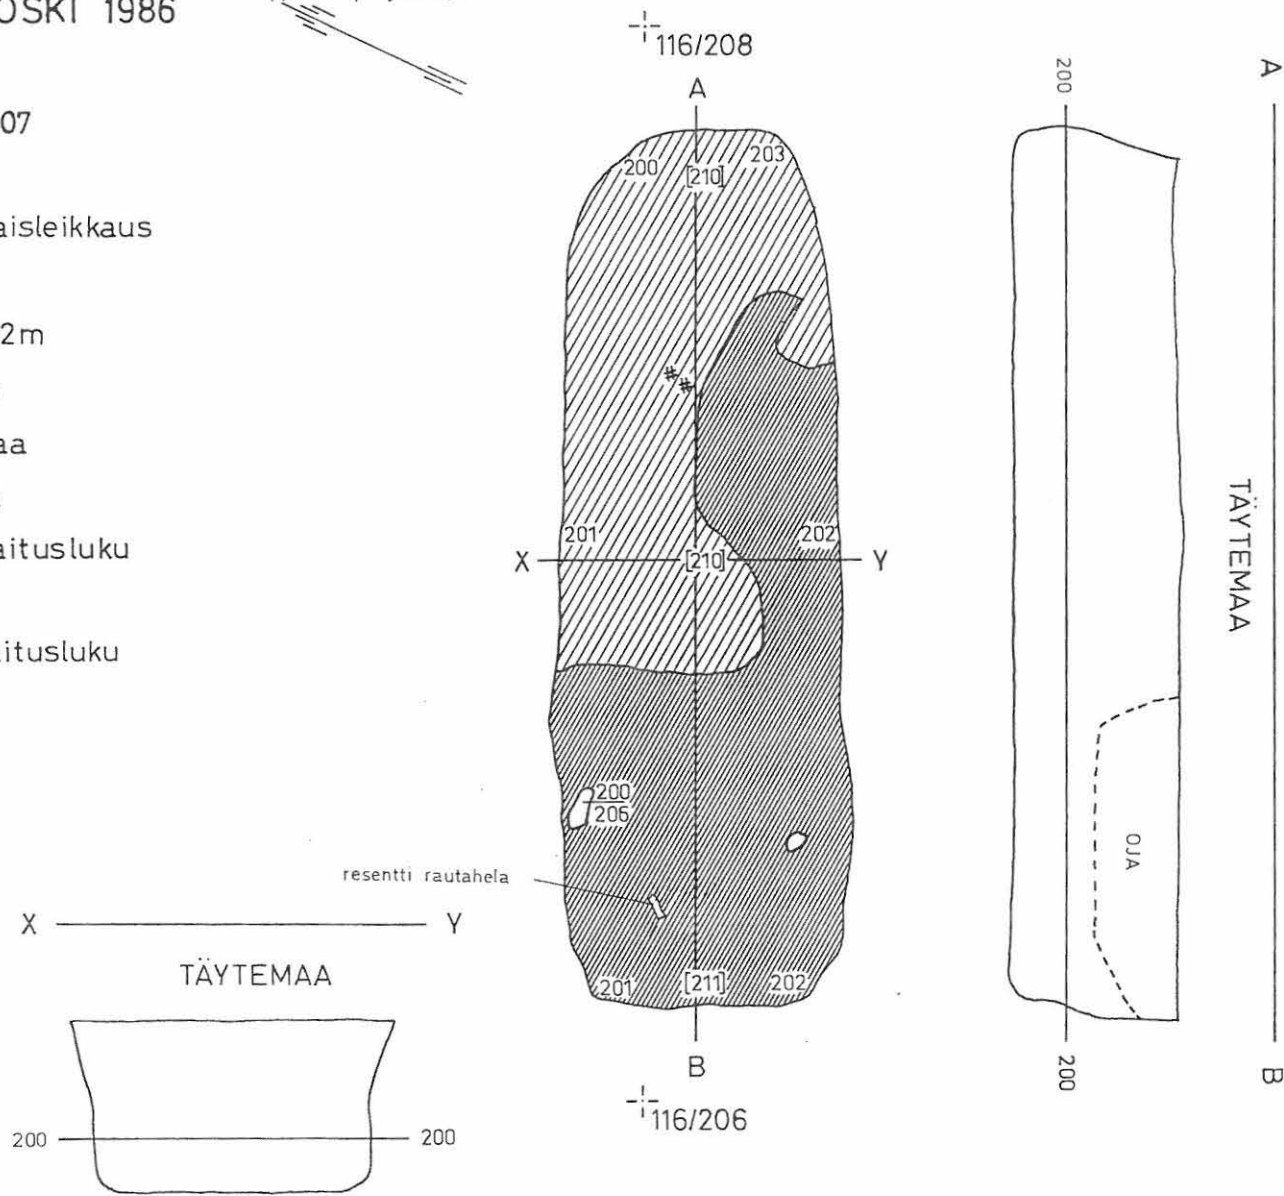 OSKI 1986
07
aisleikkaus
2m
aa
aitusluku
itusluku
116/208
A
200
[210]
203
201
[210]
202
X
Y
200
206
resentti rautahela
201
[211]
202
B
116/206
X
Y
TÄYTEMAA
200
200
200
A
TÄYTEMAA
OJA
200
B